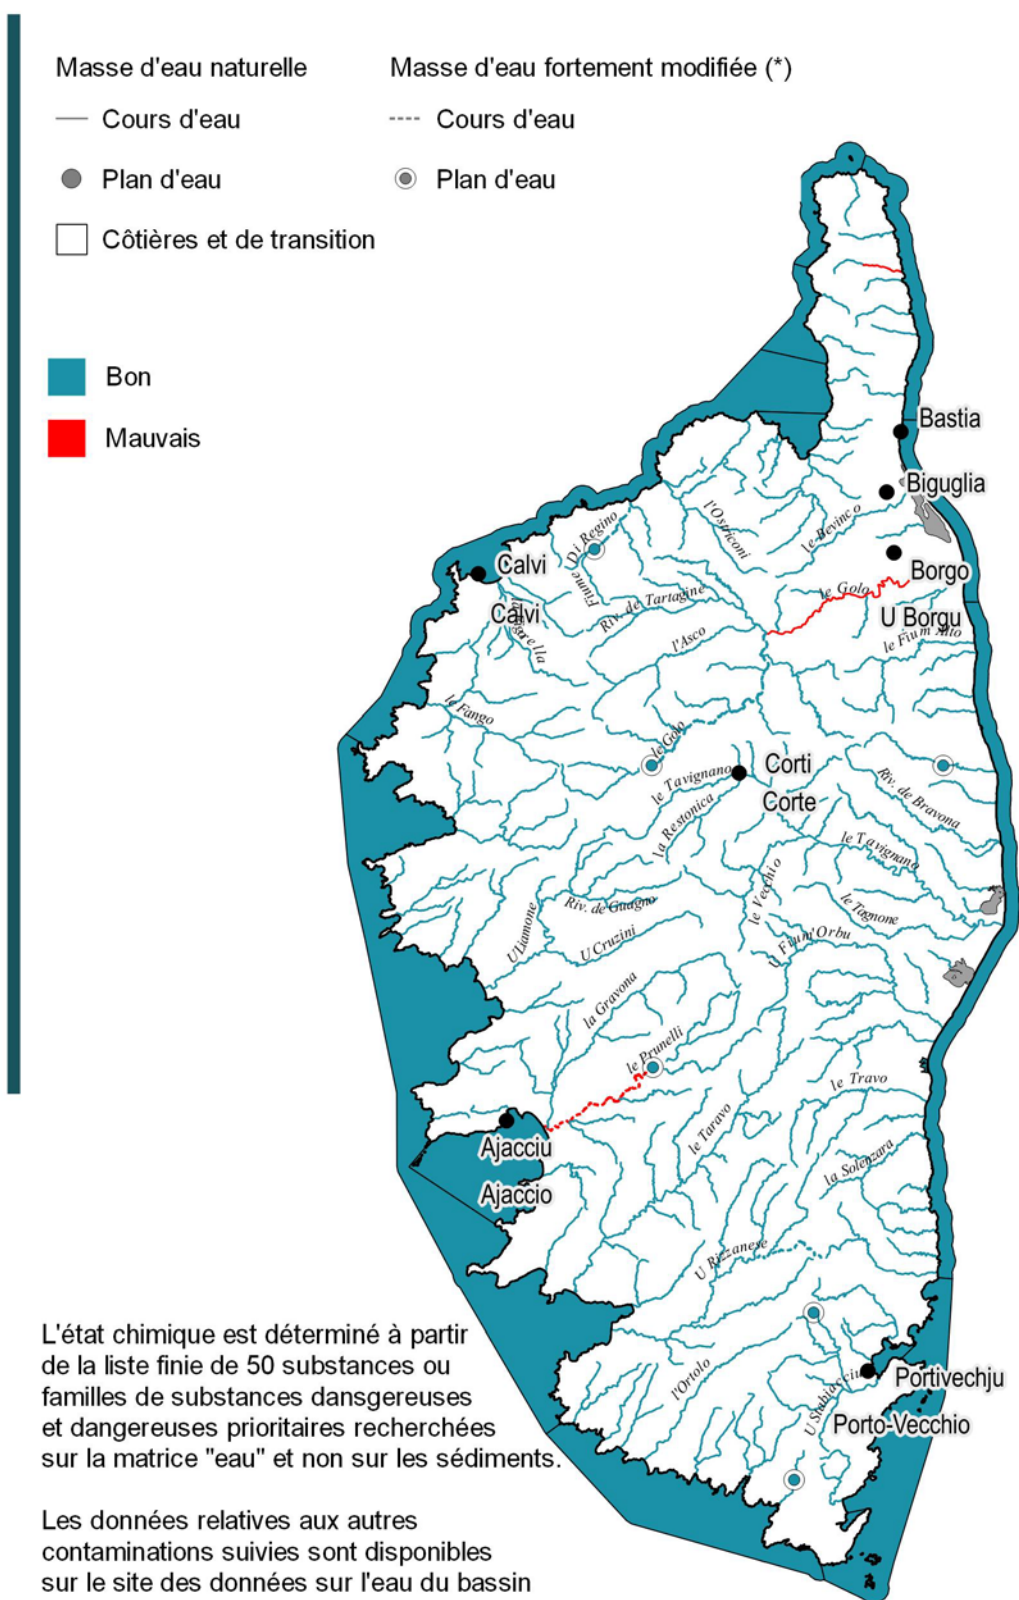 Masse d'eau naturelle
Masse d'eau fortement modifiée (*)
Cours d'eau
Cours d'eau
Plan d'eau
Plan d'eau
Côtières et de transition
Bon
Mauvais
Bastia
Biguglia
le Bevinco
l'Ostriconi
Fiume Di Regino
Calvi
Calvi
Borgo
U Borgu
le Golo
Riv. de Tartagine
le Fium Alto
l'Asco
le Fango
le Golo
Corti
Corte
le Tavignano
la Restonica
Riv. de Bravona
le Tavignano
le Vecchio
le Tagnone
Riv. de Guagno
U Liamone
U Cruzini
U Fium'Orbu
la Gravona
le Prunelli
le Travo
le Taravo
la Solenzara
Ajacciu
Ajaccio
U Rizzanese
l'Ortolo
U Stabiacciu
Portivechju
Porto-Vecchio
L'état chimique est déterminé à partir
de la liste finie de 50 substances ou
familles de substances dansgereuses
et dangereuses prioritaires recherchées
sur la matrice "eau" et non sur les sédiments.
Les données relatives aux autres
contaminations suivies sont disponibles
sur le site des données sur l'eau du bassin